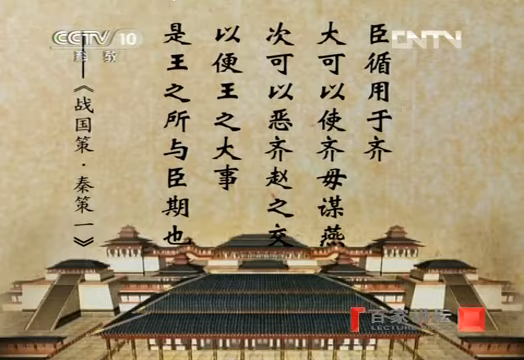 臣循用于齐
大可以使齐毋谋燕
次可以恶齐赵之交
以便王之大事
是王之所与臣期也
——《战国策·秦策一》
CCTV 10
科教
CNTV
百家讲坛
LECTURE